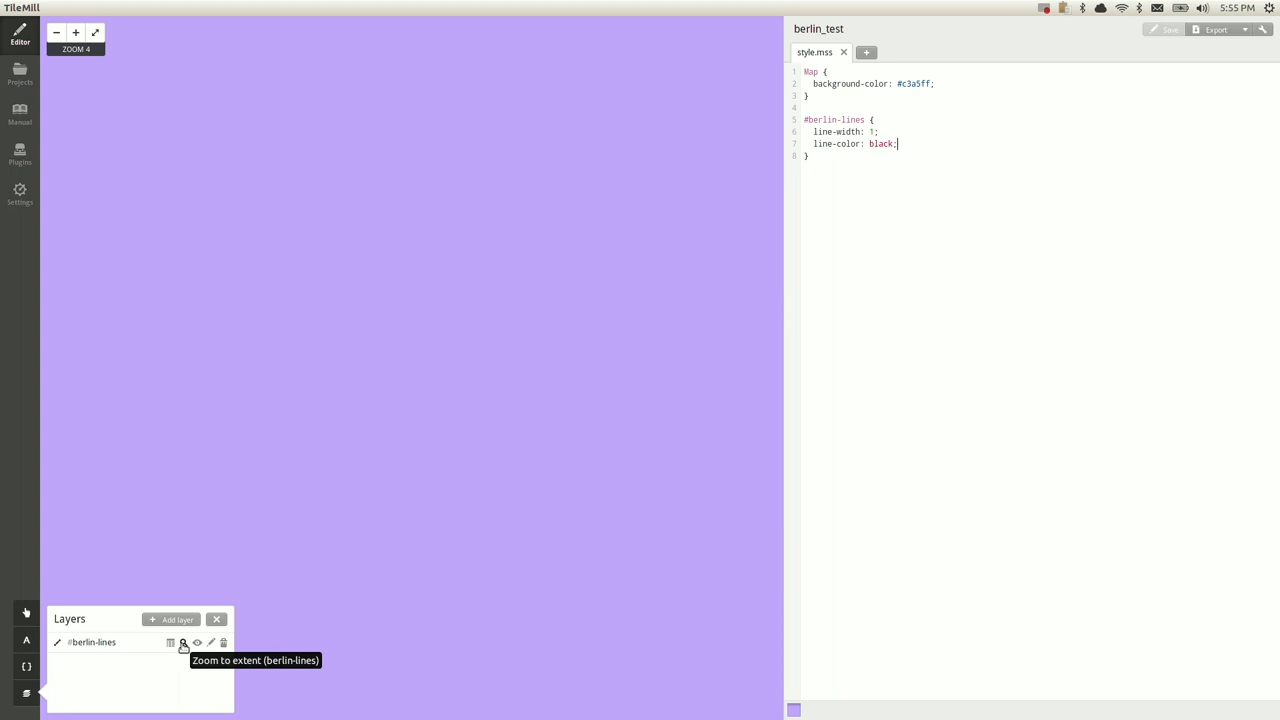 TileMill
5:55 PM
Editor
Projects
Manual
Plugins
Settings
ZOOM 4
berlin_test
Save
Export
style.mss
1 Map {
2 background-color: #c3a5ff;
3 }
4
5 #berlin-lines {
6 line-width: 1;
7 line-color: black;
8 }
Layers
+ Add layer
#berlin-lines
Zoom to extent (berlin-lines)
A
{ }